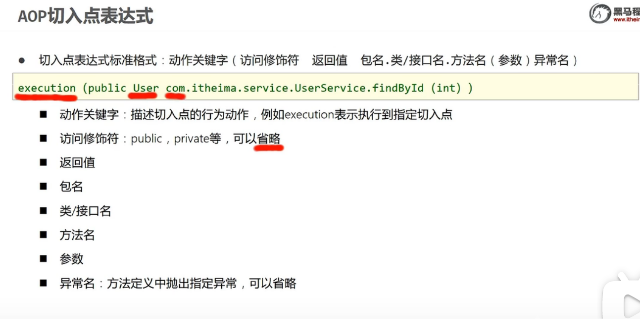 AOP切入点表达式
黑马程
www.itheim
● 切入点表达式标准格式：动作关键字（访问修饰符 返回值 包名.类/接口名.方法名（参数）异常名）
execution (public User com.itheima.service.UserService.findById (int) )
■ 动作关键字：描述切入点的行为动作，例如execution表示执行到指定切入点
■ 访问修饰符：public，private等，可以省略
■ 返回值
■ 包名
■ 类/接口名
■ 方法名
■ 参数
■ 异常名：方法定义中抛出指定异常，可以省略